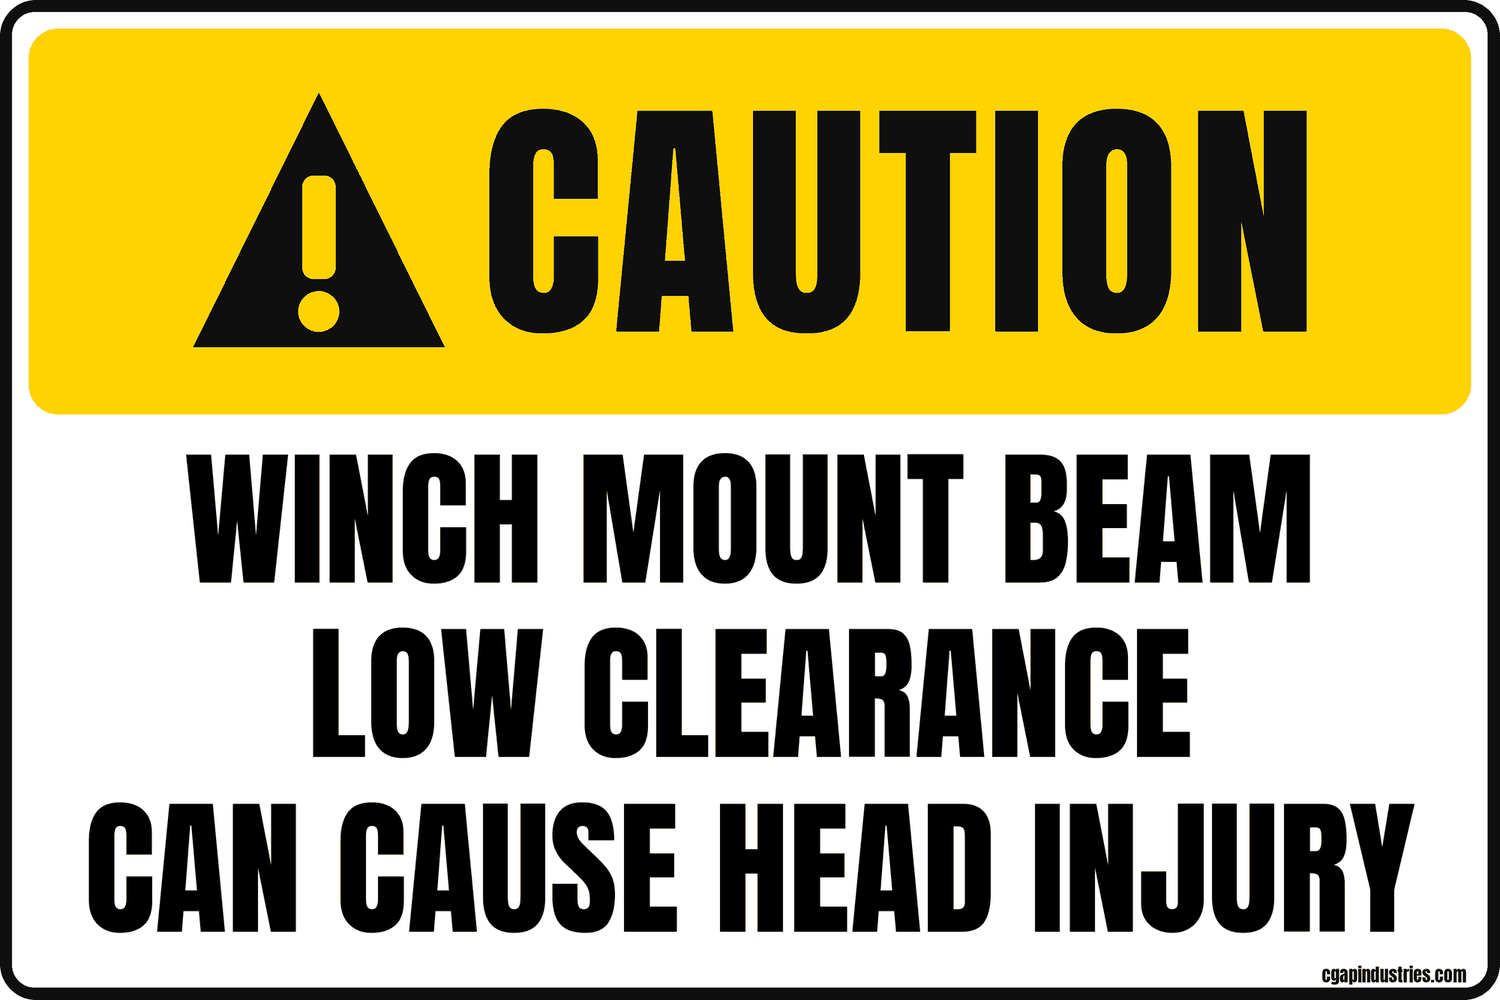 CAUTION
WINCH MOUNT BEAM
LOW CLEARANCE
CAN CAUSE HEAD INJURY
cgapindustries.com